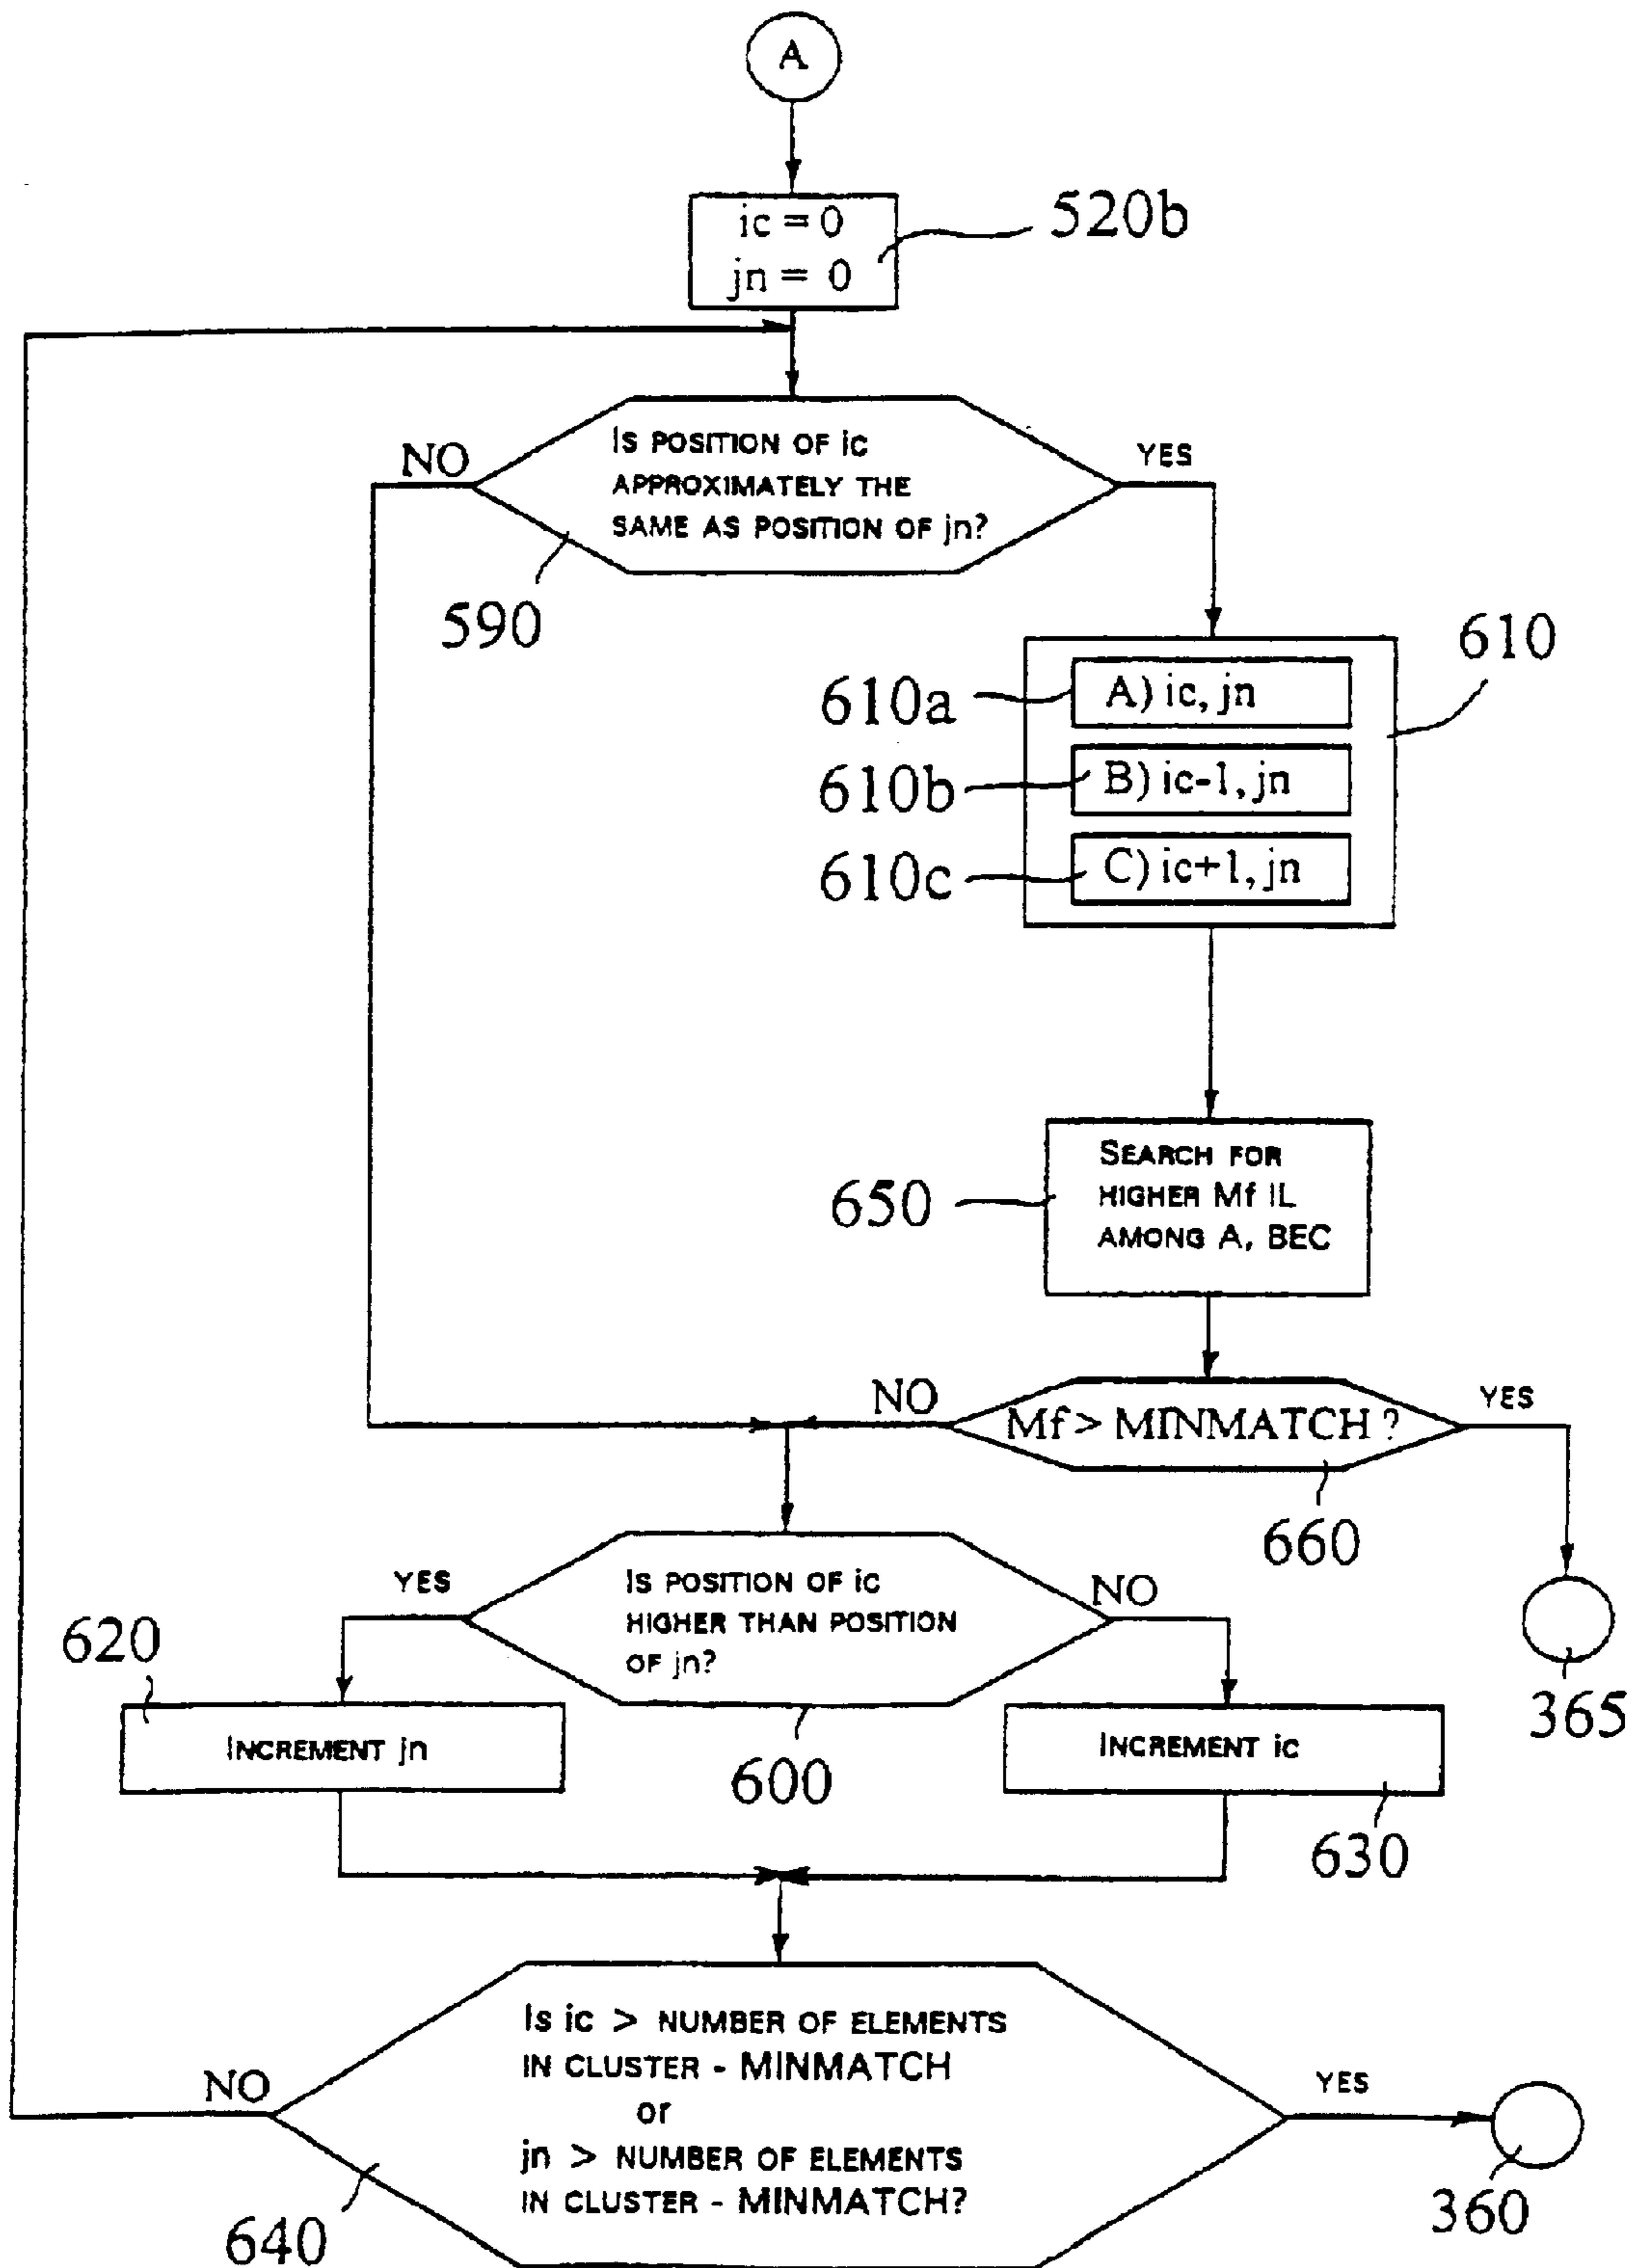 A
ic = 0
jn = 0
520b
Is POSITION OF ic
APPROXIMATELY THE
SAME AS POSITION OF jn?
NO
YES
590
610
610a
A) ic, jn
610b
B) ic-1, jn
610c
C) ic+1, jn
650
SEARCH FOR
HIGHER Mf IL
AMONG A, BEC
NO
Mf > MINMATCH ?
YES
660
365
YES
Is POSITION OF ic
HIGHER THAN POSITION
OF jn?
NO
600
620
INCREMENT jn
INCREMENT ic
630
Is ic > NUMBER OF ELEMENTS
IN CLUSTER - MINMATCH
or
jn > NUMBER OF ELEMENTS
IN CLUSTER - MINMATCH?
NO
YES
640
360